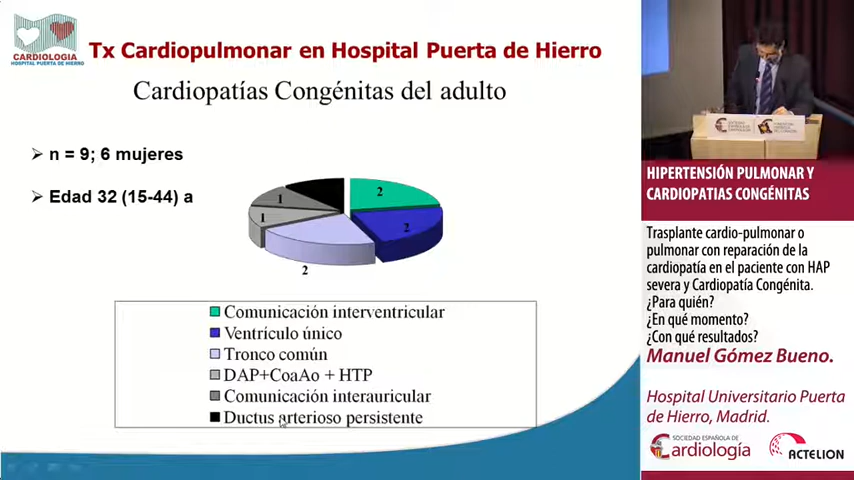 CARDIOLOGIA
HOSPITAL PUERTA DE HIERRO
Tx Cardiopulmonar en Hospital Puerta de Hierro
Cardiopatías Congénitas del adulto
n = 9; 6 mujeres
Edad 32 (15-44) a
2
2
2
1
1
Comunicación interventricular
Ventrículo único
Tronco común
DAP+CoaAo + HTP
Comunicación interauricular
Ductus arterioso persistente
HIPERTENSIÓN PULMONAR Y
CARDIOPATIAS CONGÉNITAS
Trasplante cardio-pulmonar o
pulmonar con reparación de la
cardiopatía en el paciente con HAP
severa y Cardiopatía Congénita.
¿Para quién?
¿En qué momento?
¿Con qué resultados?
Manuel Gómez Bueno.
Hospital Universitario Puerta
de Hierro, Madrid.
SOCIEDAD ESPAÑOLA DE
Cardiología
ACTELION